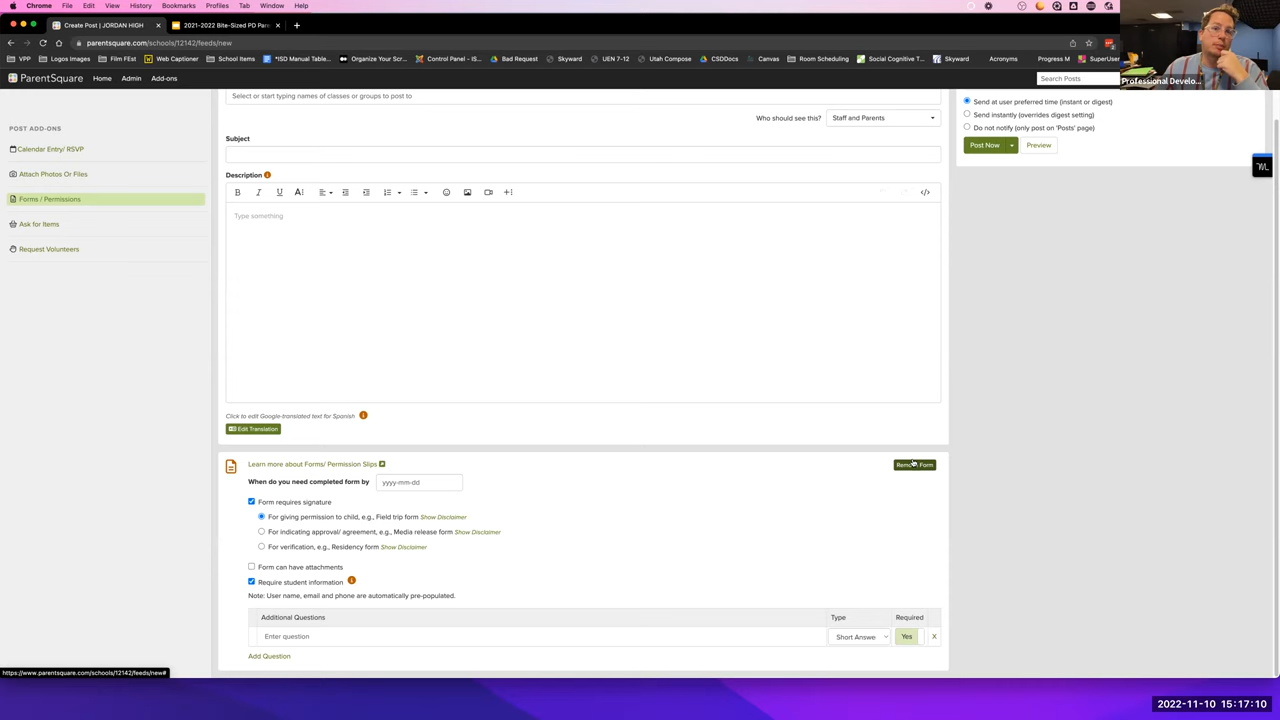 Chrome File Edit View History Bookmarks Profiles Tab Window Help
Create Post | JORDAN HIGH × 2021-2022 Bite-Sized PD Par × +
parentsquare.com/schools/12142/feeds/new
VPP Logos Images Film FEst Web Captioner School Items *ISD Manual Table... Organize Your Scr... Control Panel - iS... Bad Request Skyward UEN 7-12 Utah Compose CSDDocs Canvas Room Scheduling Social Cognitive T... Skyward Acronyms Progress M SuperUser
ParentSquare Home Admin Add-ons Search Posts
Professional Develo...
Select or start typing names of classes or groups to post to
Send at user preferred time (instant or digest)
Who should see this? Staff and Parents
Send instantly (overrides digest setting)
POST ADD-ONS
Do not notify (only post on 'Posts' page)
Subject
Post Now Preview
Calendar Entry/ RSVP
Attach Photos Or Files
Description
Forms / Permissions
Ask for Items
Request Volunteers
B I U A
Type something
Click to edit Google-translated text for Spanish
Edit Translation
Learn more about Forms/ Permission Slips
Form
When do you need completed form by yyyy-mm-dd
Form requires signature
For giving permission to child, e.g., Field trip form Show Disclaimer
For indicating approval/ agreement, e.g., Media release form Show Disclaimer
For verification, e.g., Residency form Show Disclaimer
Form can have attachments
Require student information
Note: User name, email and phone are automatically pre-populated.
Additional Questions Type Required
Enter question Short Answe Yes X
Add Question
https://www.parentsquare.com/schools/12142/feeds/new#
2022-11-10 15:17:10